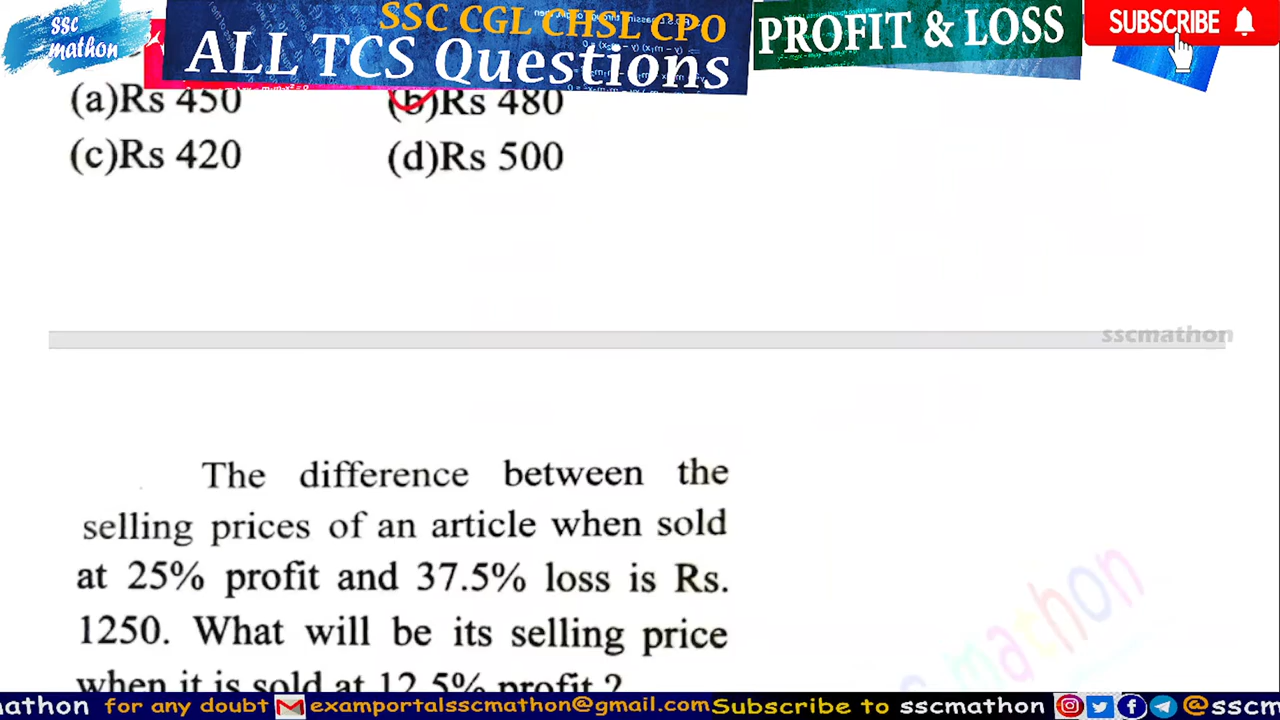 ssc
mathon
SSC CGL CHSL CPO
ALL TCS Questions
PROFIT & LOSS
SUBSCRIBE
(a)Rs 450 (b)Rs 480
(c)Rs 420 (d)Rs 500
sscmathon
The difference between the
selling prices of an article when sold
at 25% profit and 37.5% loss is Rs.
1250. What will be its selling price
when it is sold at 12.5% profit ?
s mathon
mathon for any doubt examportalsscmathon@gmail.com Subscribe to sscmathon @sscm